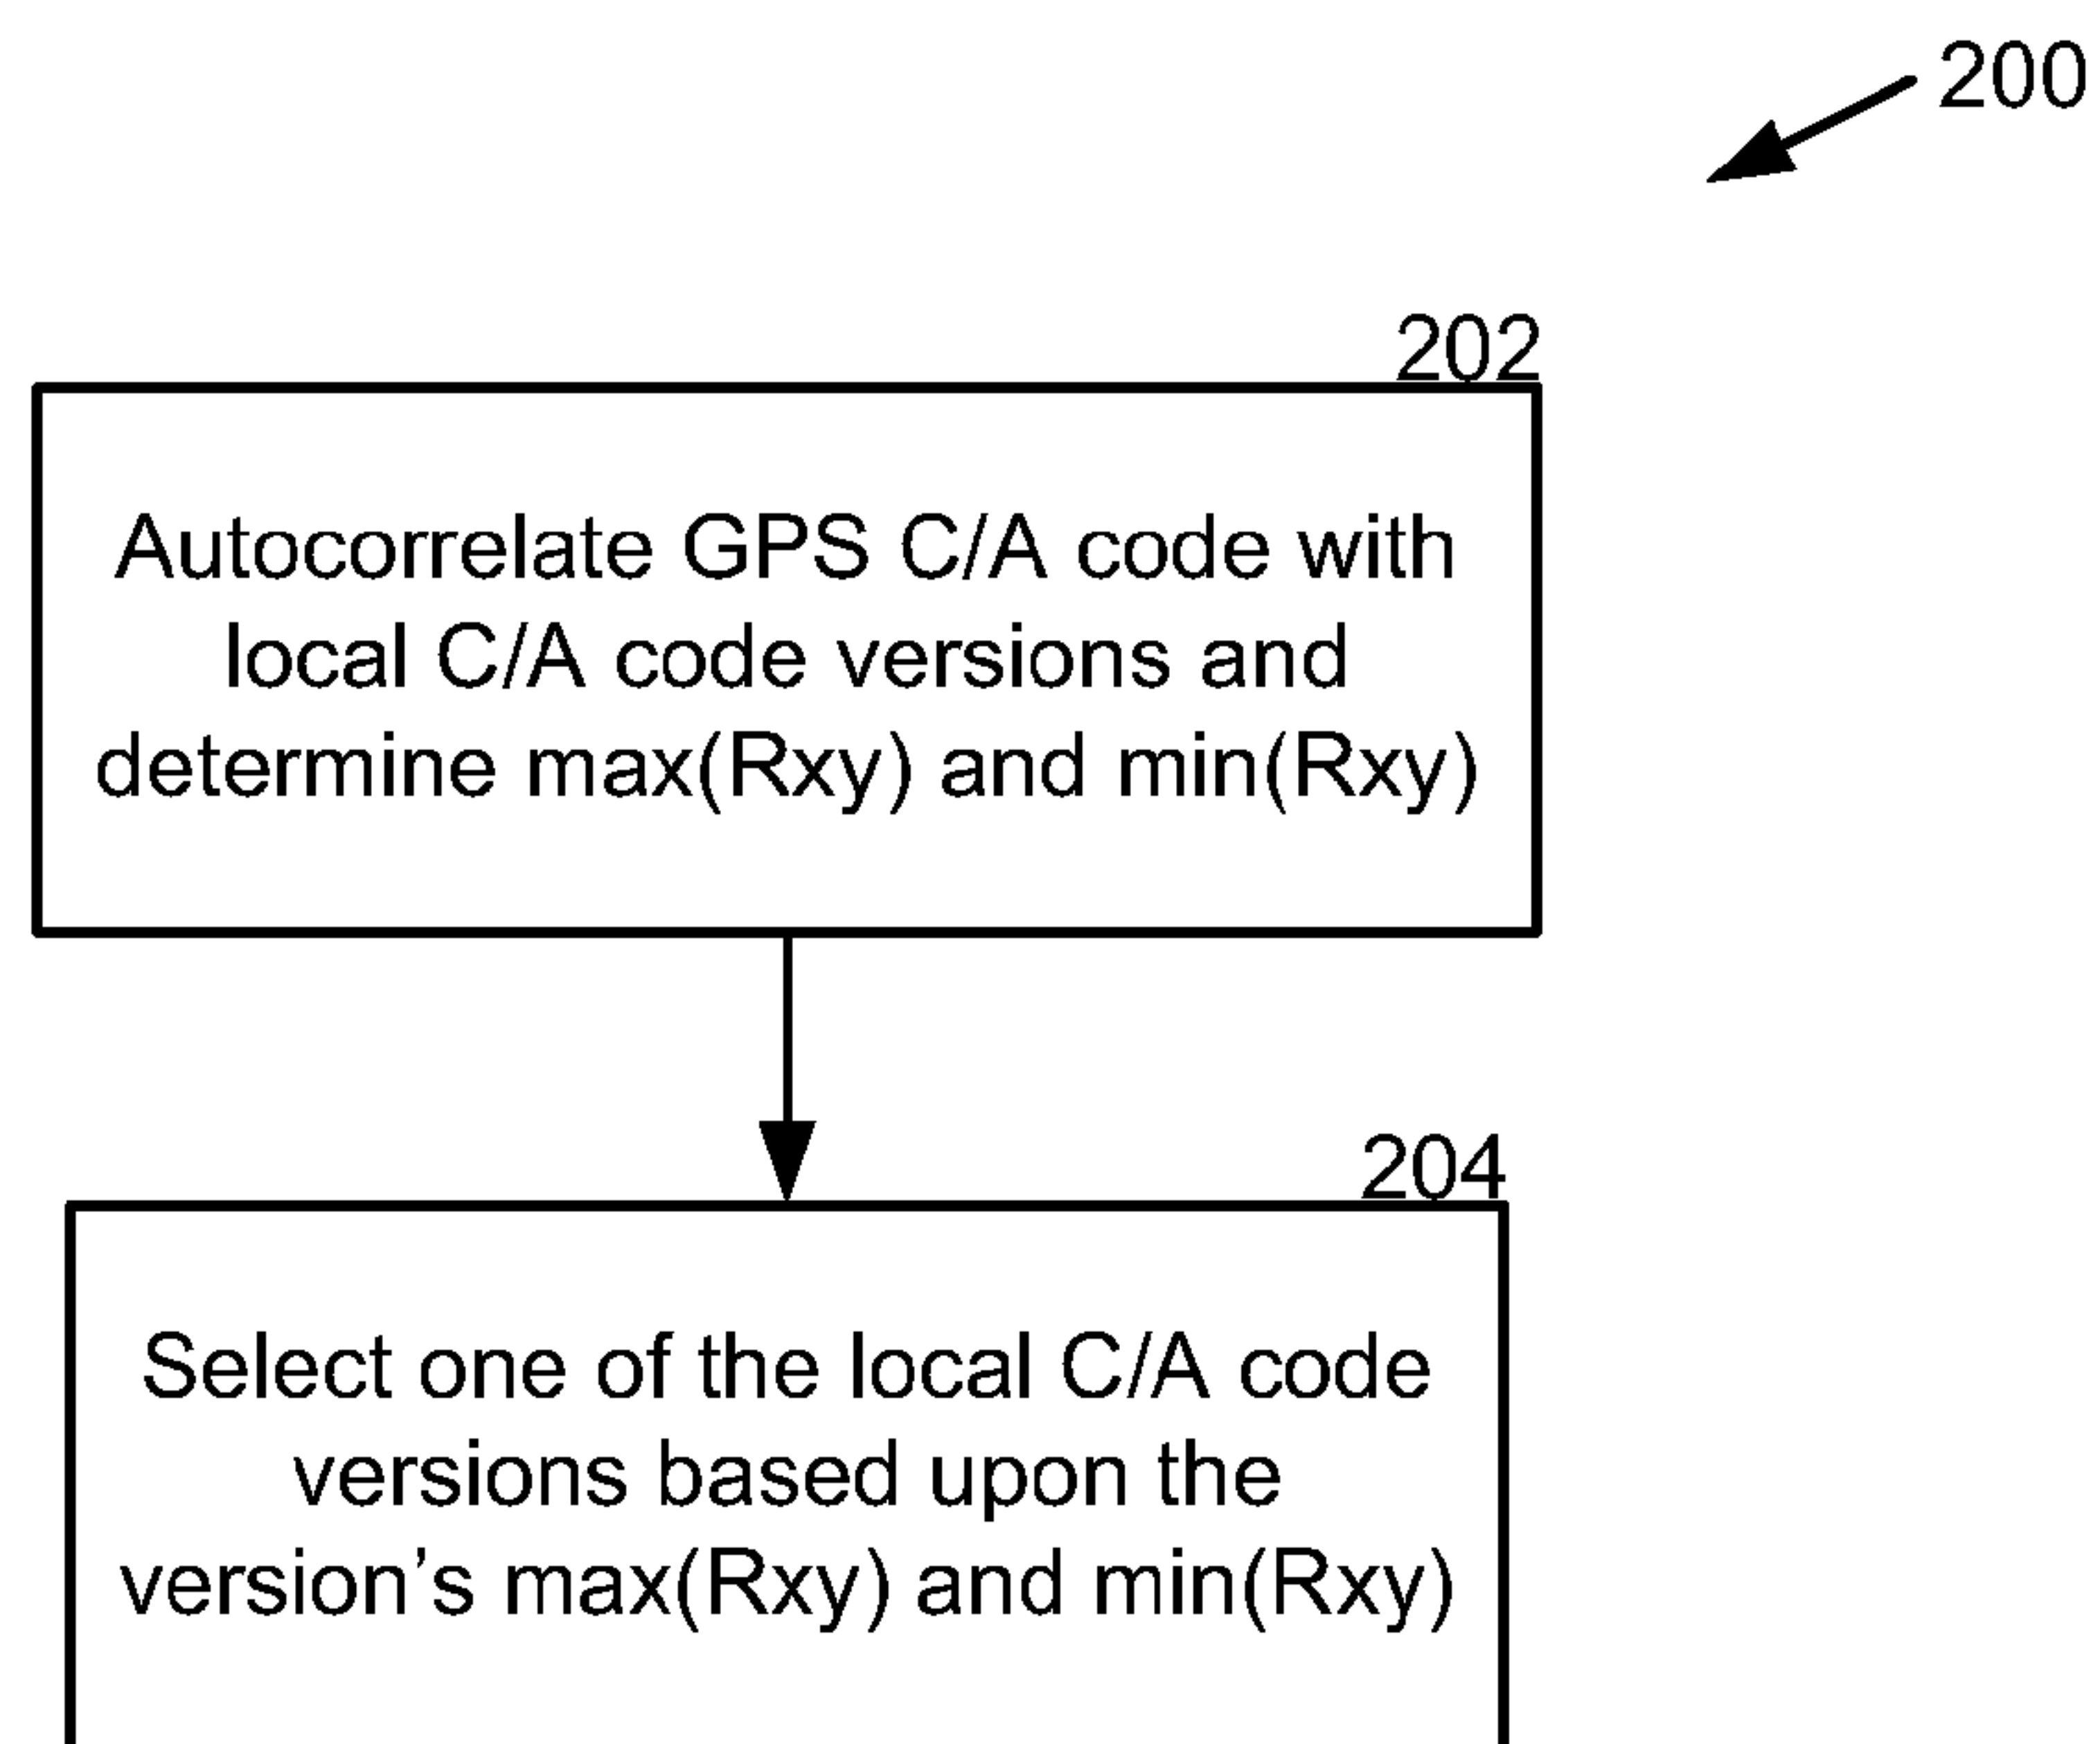 200
202
Autocorrelate GPS C/A code with
local C/A code versions and
determine max(Rxy) and min(Rxy)
204
Select one of the local C/A code
versions based upon the
version’s max(Rxy) and min(Rxy)